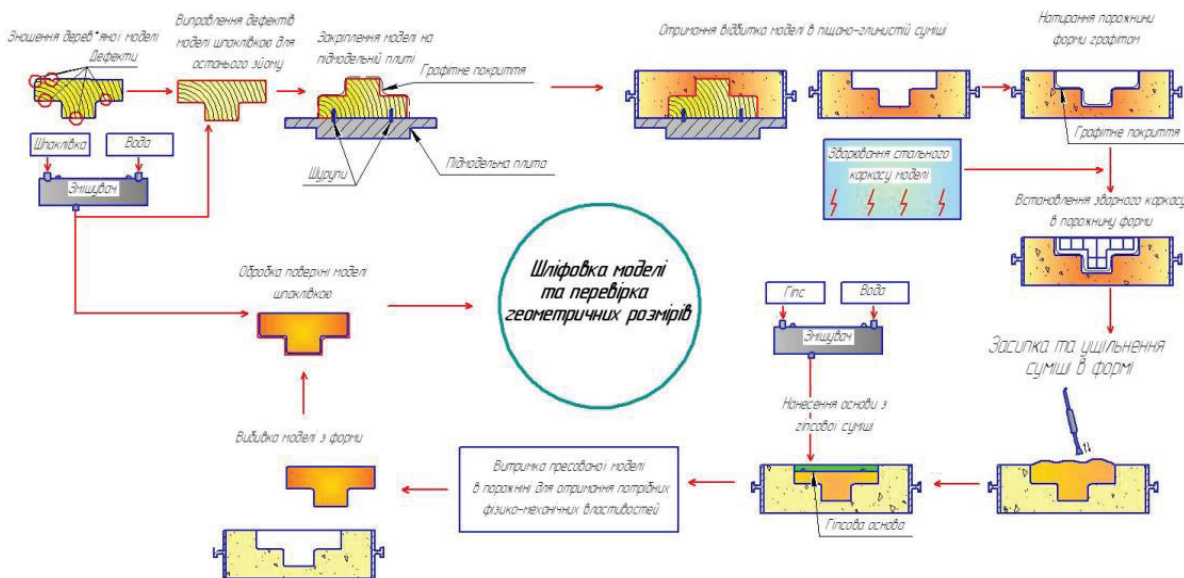 Зношення дерев*яної моделі
Дефекти
Виправлення дефектів
моделі шпаклівкою для
останього зйому
Закріплення моделі на
підмодельній плиті
Графітне покриття
Отримання відбитка моделі в піщано-глинистій суміші
Натирання порожнини
форми графітом
Графітне покриття
Шпаклівка
Вода
Змішувач
Шурупи
Підмодельна плита
Зварювання стального
каркасу моделі
Встановлення зварного каркасу
в порожнину форми
Обробка поверхні моделі
шпаклівкою
Шліфовка моделі
та перевірка
геометричних розмірів
Гіпс
Вода
Змішувач
Засипка та ущільнення
суміші в формі
Нанесення основи з
гіпсової суміші
Вибивка моделі з форми
Витримка пресованої моделі
в порожніні для отримання потрібних
фізико-механічних властивостей
Гіпсова основа